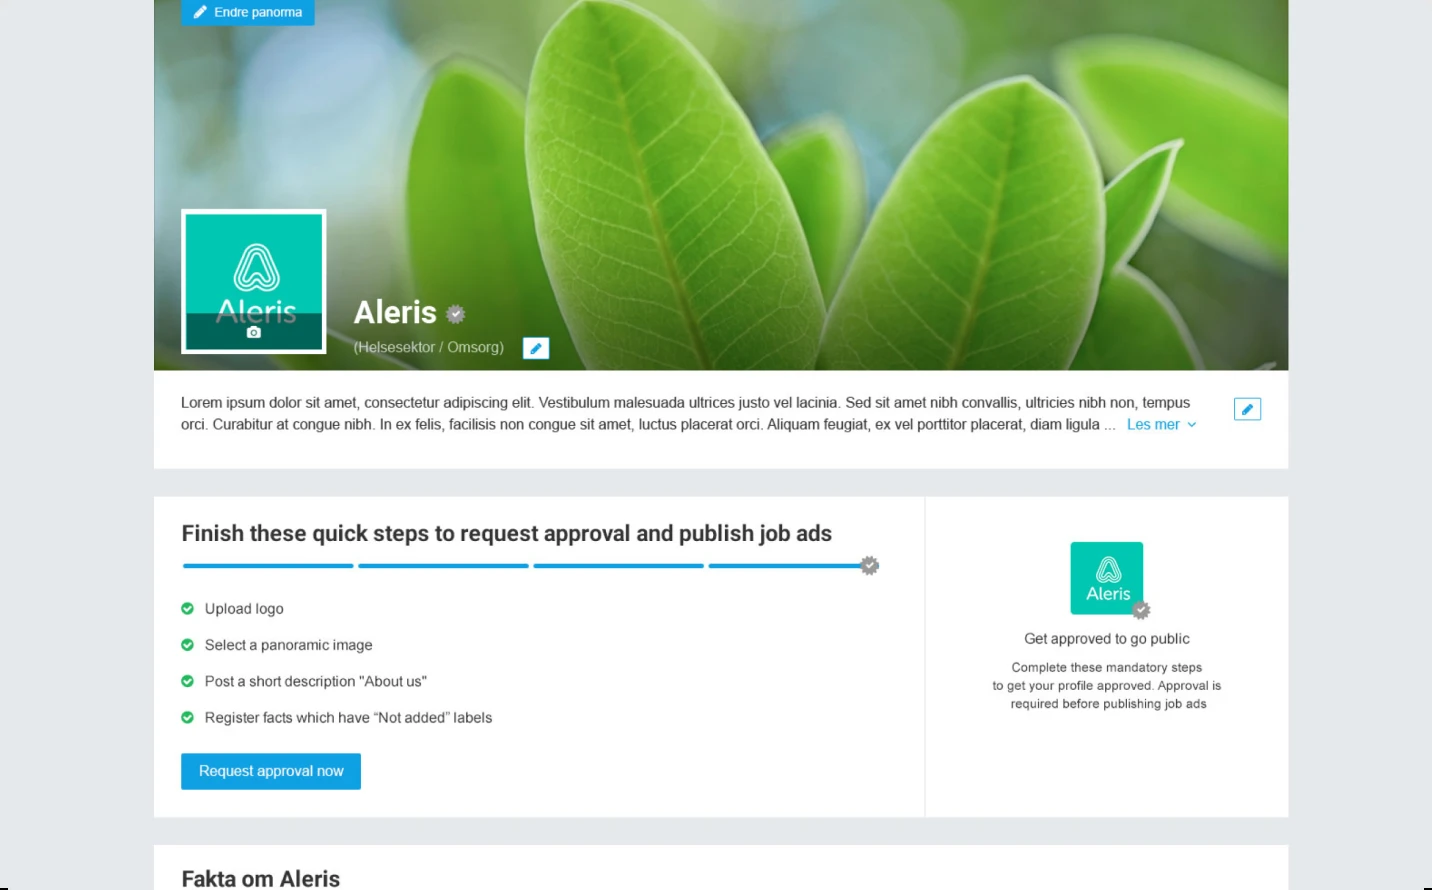 Endre panorma
Aleris
Aleris
(Helsesektor / Omsorg)
Lorem ipsum dolor sit amet, consectetur adipiscing elit. Vestibulum malesuada ultrices justo vel lacinia. Sed sit amet nibh convallis, ultricies nibh non, tempus
orci. Curabitur at congue nibh. In ex felis, facilisis non congue sit amet, luctus placerat orci. Aliquam feugiat, ex vel porttitor placerat, diam ligula ... Les mer
Finish these quick steps to request approval and publish job ads
Upload logo
Select a panoramic image
Post a short description "About us"
Register facts which have “Not added” labels
Request approval now
Aleris
Get approved to go public
Complete these mandatory steps
to get your profile approved. Approval is
required before publishing job ads
Fakta om Aleris